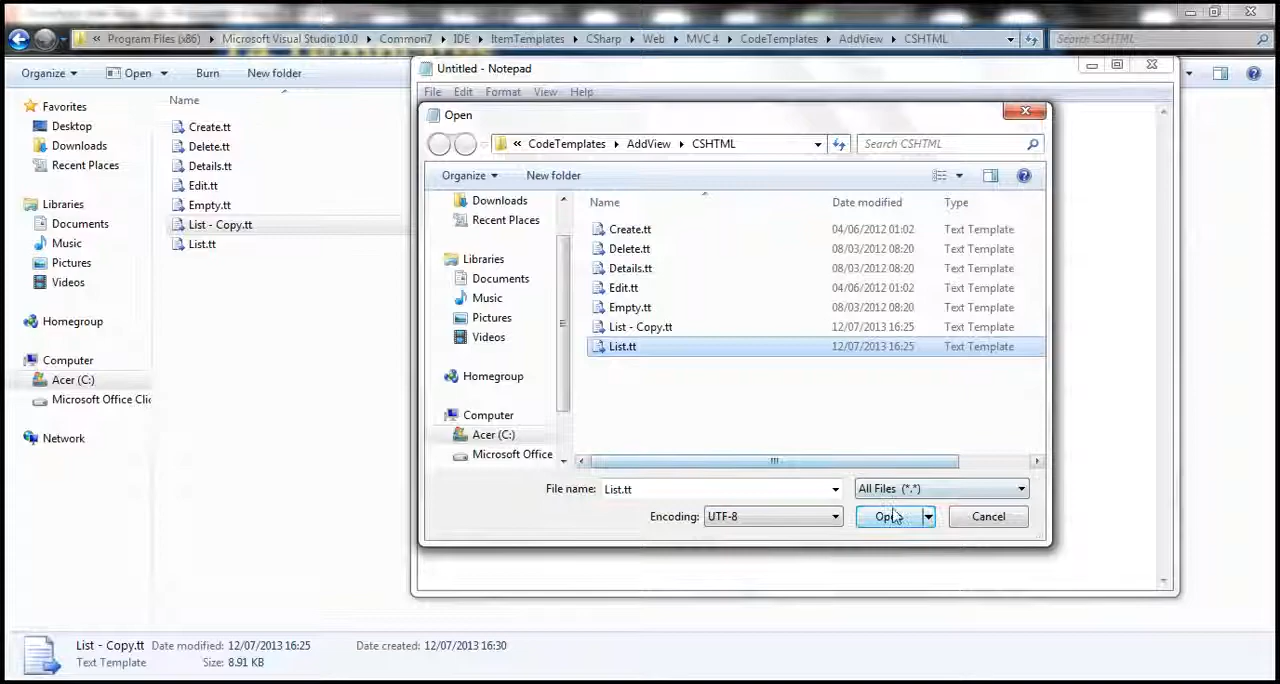 « Program Files (x86) Microsoft Visual Studio 10.0 Common7 IDE ItemTemplates CSharp Web MVC 4 CodeTemplates AddView CSHTML Search CSHTML
Organize Open Burn New folder
Favorites
Desktop
Downloads
Recent Places
Libraries
Documents
Music
Pictures
Videos
Homegroup
Computer
Acer (C:)
Microsoft Office Clic
Network
Name
Create.tt
Delete.tt
Details.tt
Edit.tt
Empty.tt
List - Copy.tt
List.tt
Untitled - Notepad
File Edit Format View Help
Open
« CodeTemplates AddView CSHTML Search CSHTML
Organize New folder
Downloads
Recent Places
Libraries
Documents
Music
Pictures
Videos
Homegroup
Computer
Acer (C:)
Microsoft Office
Name Date modified Type
Create.tt 04/06/2012 01:02 Text Template
Delete.tt 08/03/2012 08:20 Text Template
Details.tt 08/03/2012 08:20 Text Template
Edit.tt 04/06/2012 01:02 Text Template
Empty.tt 08/03/2012 08:20 Text Template
List - Copy.tt 12/07/2013 16:25 Text Template
List.tt 12/07/2013 16:25 Text Template
File name: List.tt All Files (*.*)
Encoding: UTF-8 Open Cancel
List - Copy.tt Date modified: 12/07/2013 16:25 Date created: 12/07/2013 16:30
Text Template Size: 8.91 KB